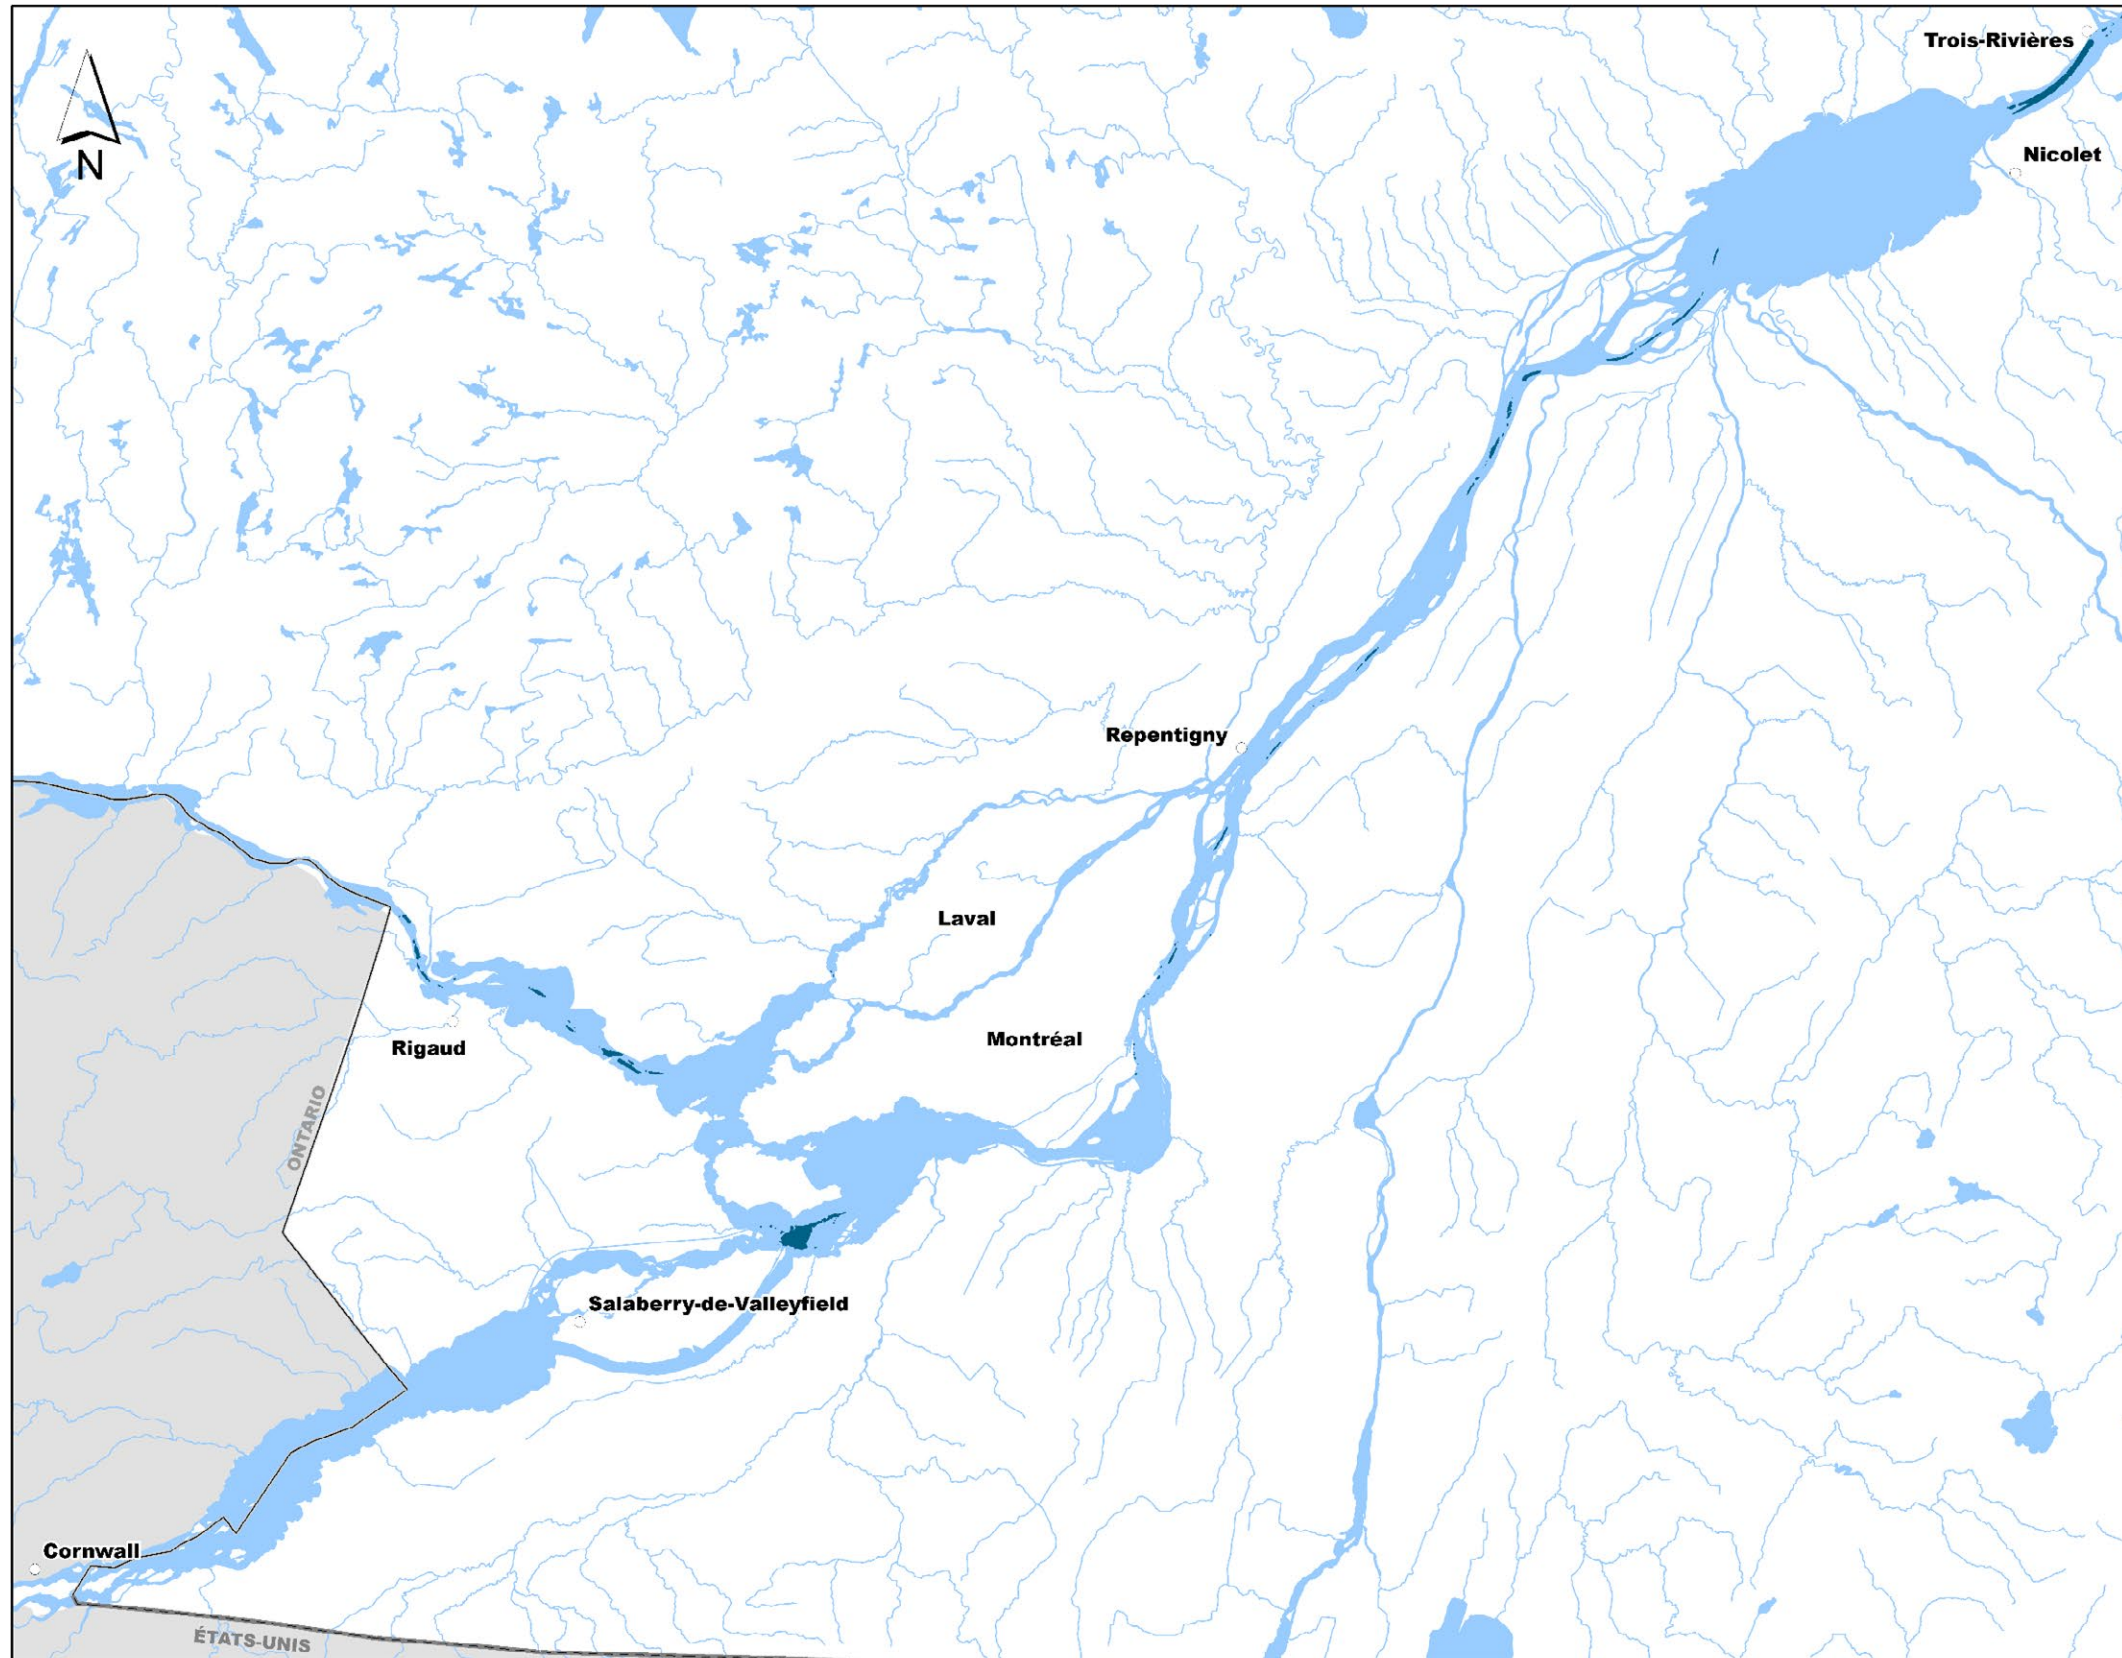 Trois-Rivières
N
Nicolet
Repentigny
Laval
Montréal
Rigaud
ONTARIO
Salaberry-de-Valleyfield
Cornwall
ÉTATS-UNIS